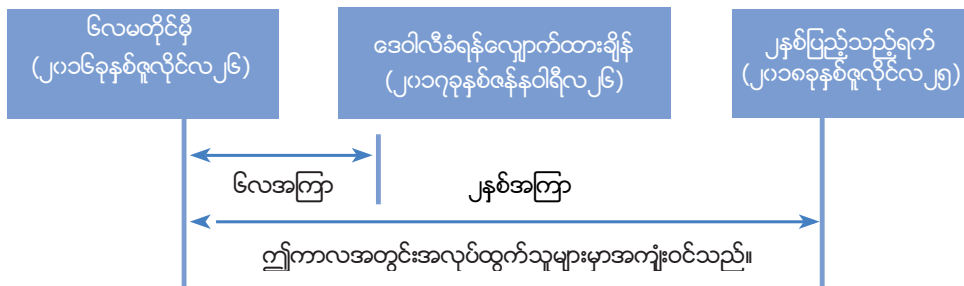 ၆လမတိုင်မှီ
(၂၀၁၆ခုနှစ်ဇူလိုင်လ၂၆)
ဒေဝါလီခံရန်လျှောက်ထားချိန်
(၂၀၁၇ခုနှစ်ဇန်နဝါရီလ၂၆)
၂နှစ်ပြည့်သည့်ရက်
(၂၀၁၈ခုနှစ်ဇူလိုင်လ၂၅)
၆လအကြာ
၂နှစ်အကြာ
ဤကာလအတွင်းအလုပ်ထွက်သူများမှာအကျုံးဝင်သည်။